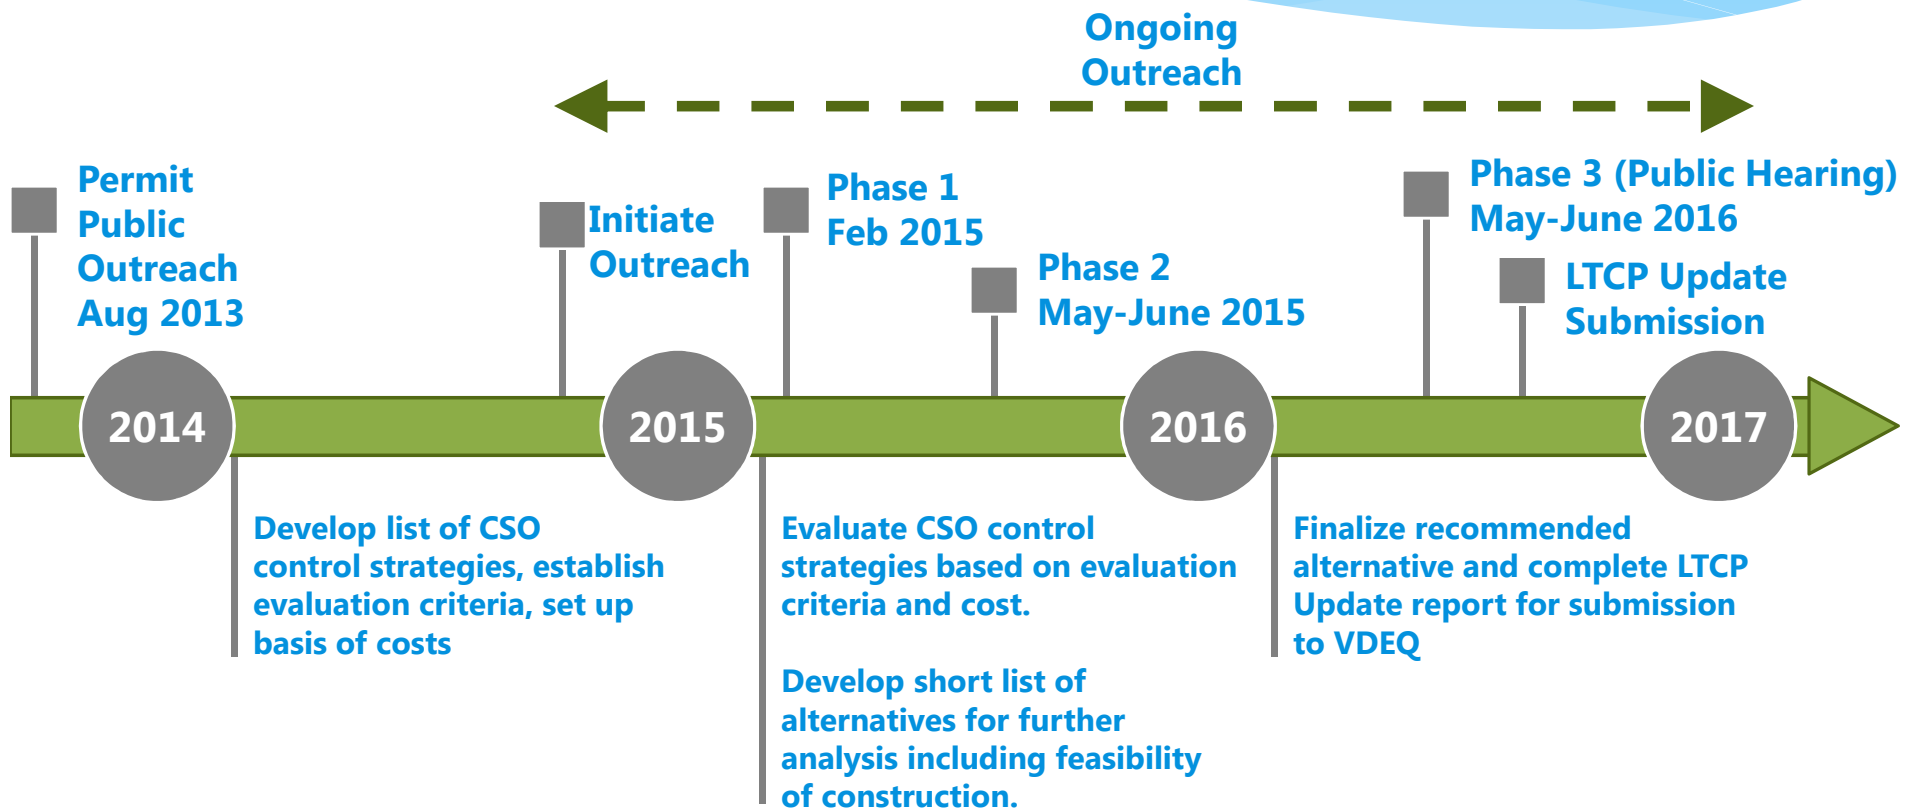 Ongoing
Outreach
Permit
Public
Outreach
Aug 2013
Initiate
Outreach
Phase 1
Feb 2015
Phase 2
May-June 2015
Phase 3 (Public Hearing)
May-June 2016
LTCP Update
Submission
2014
2015
2016
2017
Develop list of CSO
control strategies, establish
evaluation criteria, set up
basis of costs
Evaluate CSO control
strategies based on evaluation
criteria and cost.
Develop short list of
alternatives for further
analysis including feasibility
of construction.
Finalize recommended
alternative and complete LTCP
Update report for submission
to VDEQ